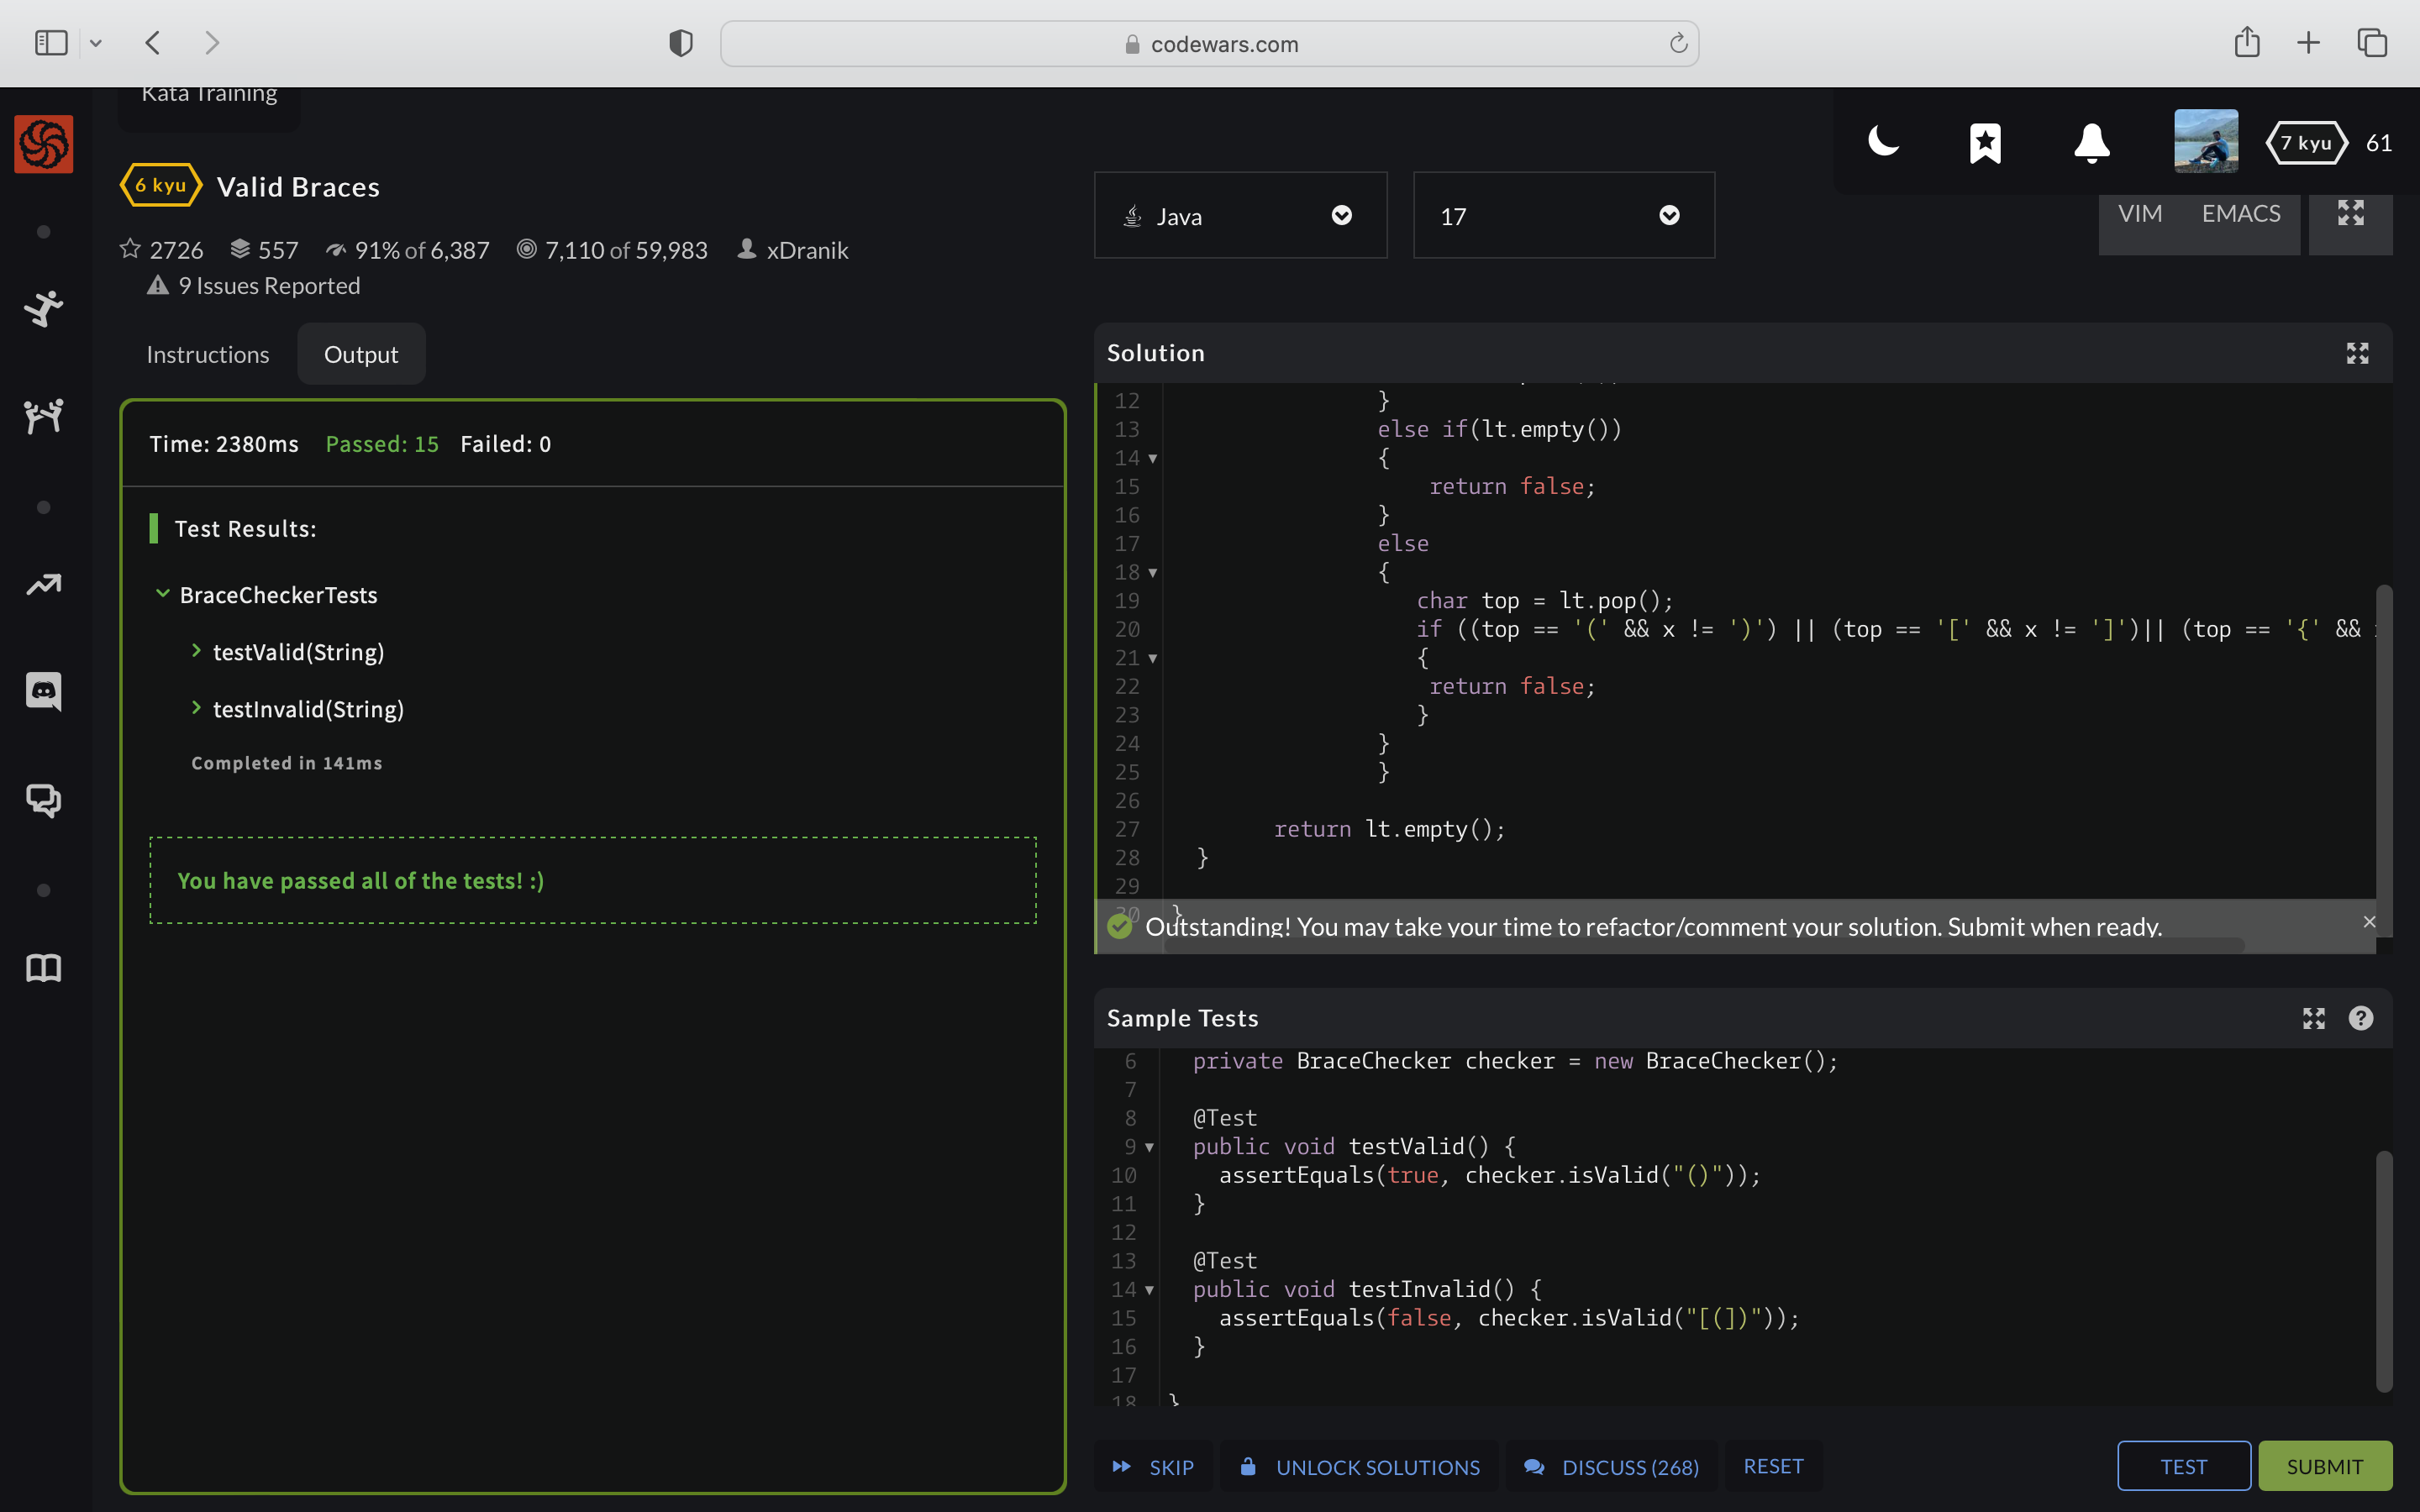 codewars.com
Kata Training
7 kyu 61
6 kyu Valid Braces
2726 557 91% of 6,387 7,110 of 59,983 xDranik
9 Issues Reported
Java
17
VIM EMACS
Instructions
Output
Time: 2380ms Passed: 15 Failed: 0
Test Results:
BraceCheckerTests
testValid(String)
testInvalid(String)
Completed in 141ms
You have passed all of the tests! :)
Solution
12 }
13 else if(lt.empty())
14 {
15 return false;
16 }
17 else
18 {
19 char top = lt.pop();
20 if ((top == '(' && x != ')') || (top == '[' && x != ']')|| (top == '{' &&
21 {
22 return false;
23 }
24 }
25 }
26
27 return lt.empty();
28 }
29
30 }
Outstanding! You may take your time to refactor/comment your solution. Submit when ready.
Sample Tests
6 private BraceChecker checker = new BraceChecker();
7
8 @Test
9 public void testValid() {
10 assertEquals(true, checker.isValid("()"));
11 }
12
13 @Test
14 public void testInvalid() {
15 assertEquals(false, checker.isValid("[(])"));
16 }
17
18 }
SKIP
UNLOCK SOLUTIONS
DISCUSS (268)
RESET
TEST
SUBMIT